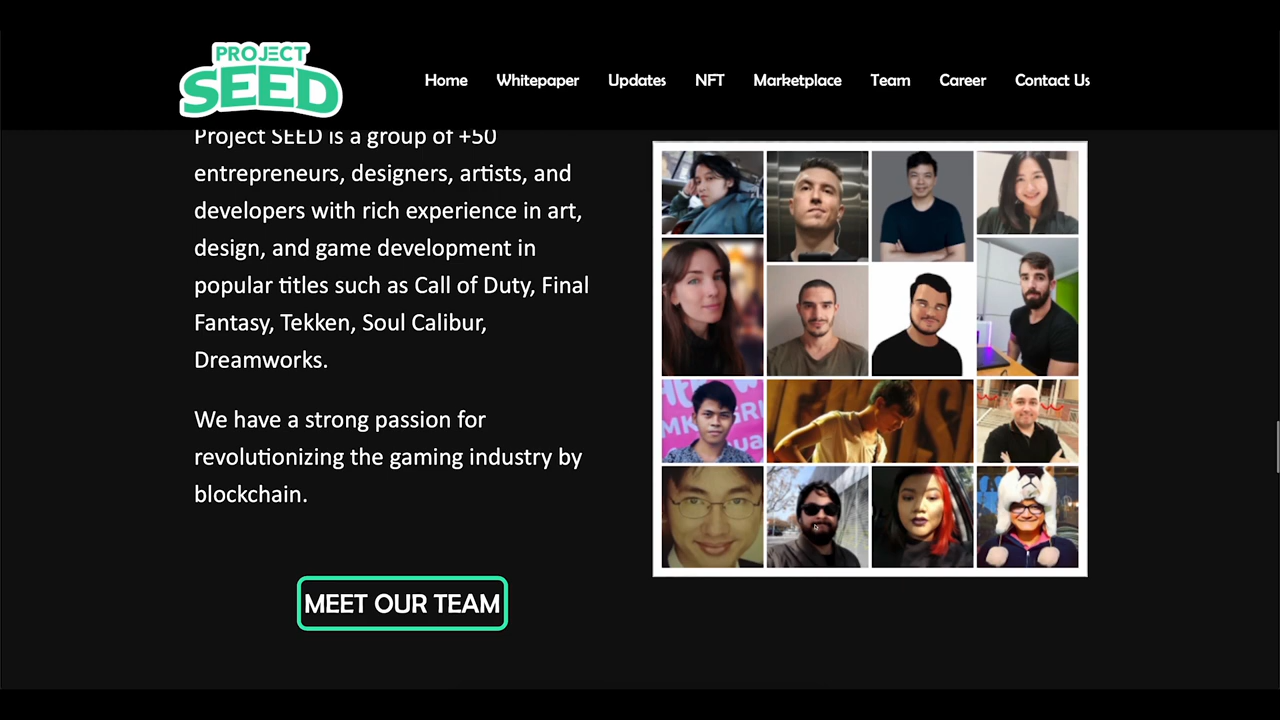 PROJECT
SEED
Home Whitepaper Updates NFT Marketplace Team Career Contact Us
Project SEED is a group of +50
entrepreneurs, designers, artists, and
developers with rich experience in art,
design, and game development in
popular titles such as Call of Duty, Final
Fantasy, Tekken, Soul Calibur,
Dreamworks.
We have a strong passion for
revolutionizing the gaming industry by
blockchain.
MEET OUR TEAM